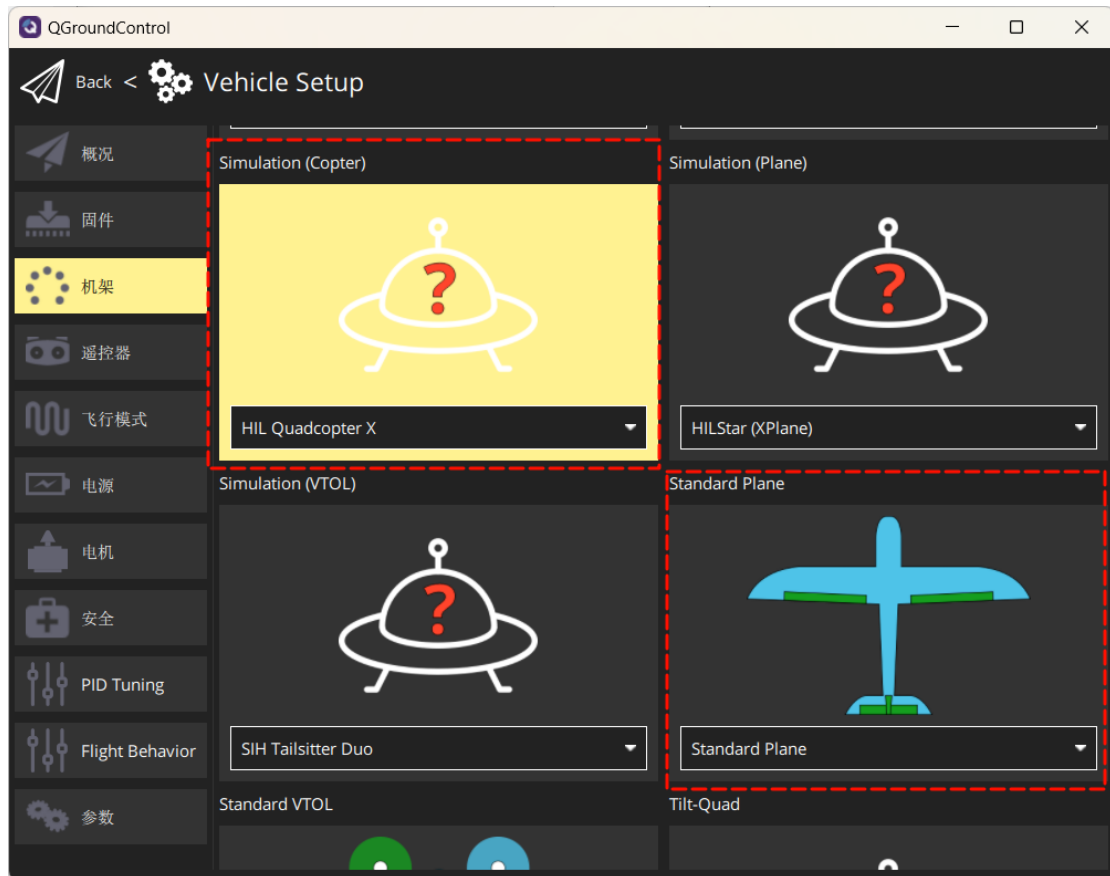 QGroundControl
Back < Vehicle Setup
概况
固件
机架
遥控器
飞行模式
电源
电机
安全
PID Tuning
Flight Behavior
参数
Simulation (Copter)
?
HIL Quadcopter X
Simulation (Plane)
?
HILStar (XPlane)
Simulation (VTOL)
?
SIH Tailsitter Duo
Standard Plane
Standard Plane
Standard VTOL
Tilt-Quad